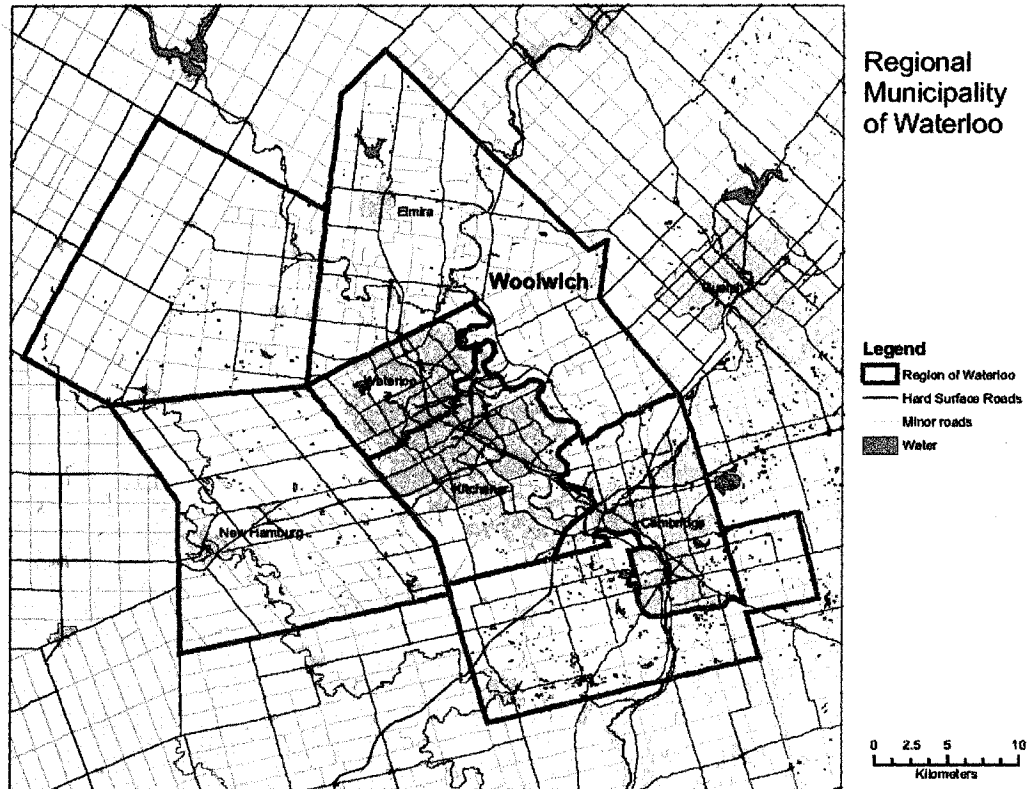 Regional
Municipality
of Waterloo
Elmira
Woolwich
Guelph
Waterloo
Kitchener
New Hamburg
Cambridge
Legend
Region of Waterloo
Hard Surface Roads
Minor roads
Water
0 2.5 5 10
Kilometers